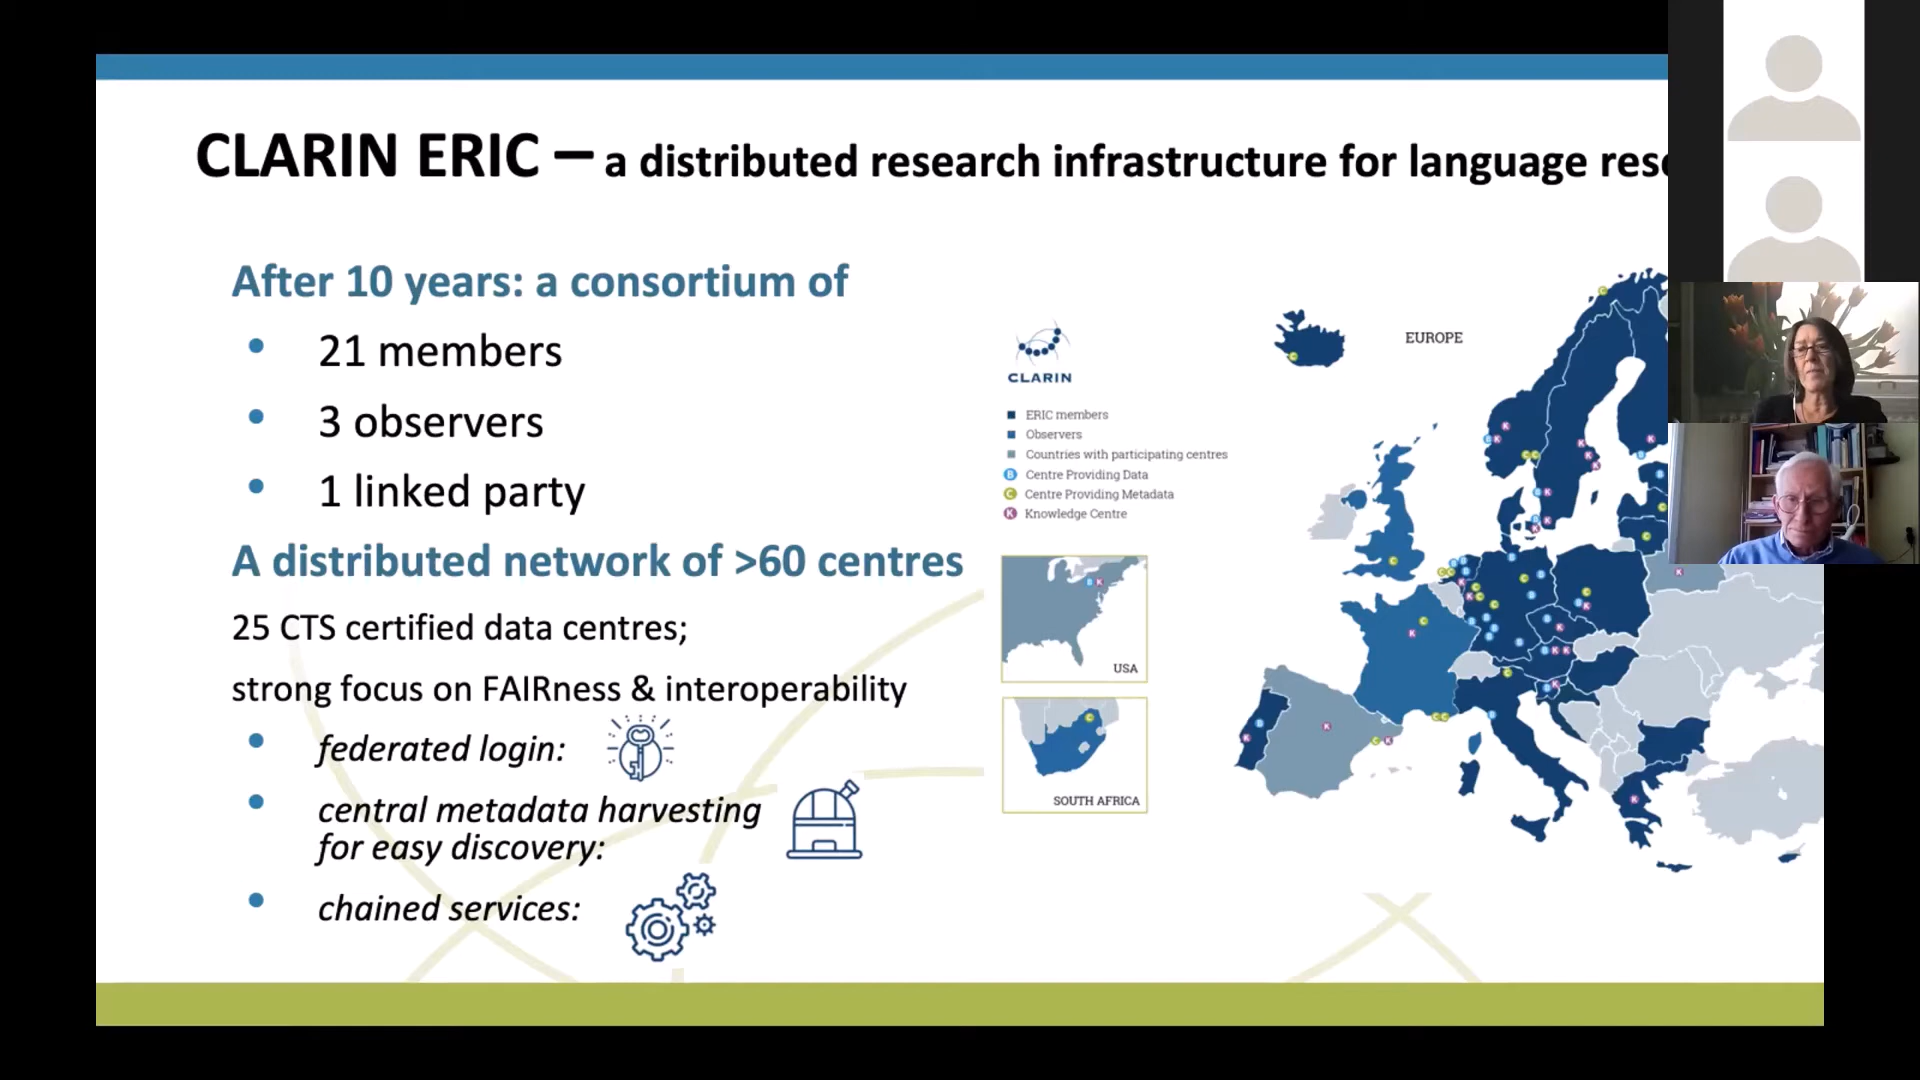 CLARIN ERIC – a distributed research infrastructure for language
After 10 years: a consortium of
• 21 members
• 3 observers
• 1 linked party
A distributed network of >60 centres
25 CTS certified data centres;
strong focus on FAIRness & interoperability
• federated login:
• central metadata harvesting
for easy discovery:
• chained services:
CLARIN
ERIC members
Observers
Countries with participating centres
B Centre Providing Data
C Centre Providing Metadata
K Knowledge Centre
EUROPE
USA
SOUTH AFRICA